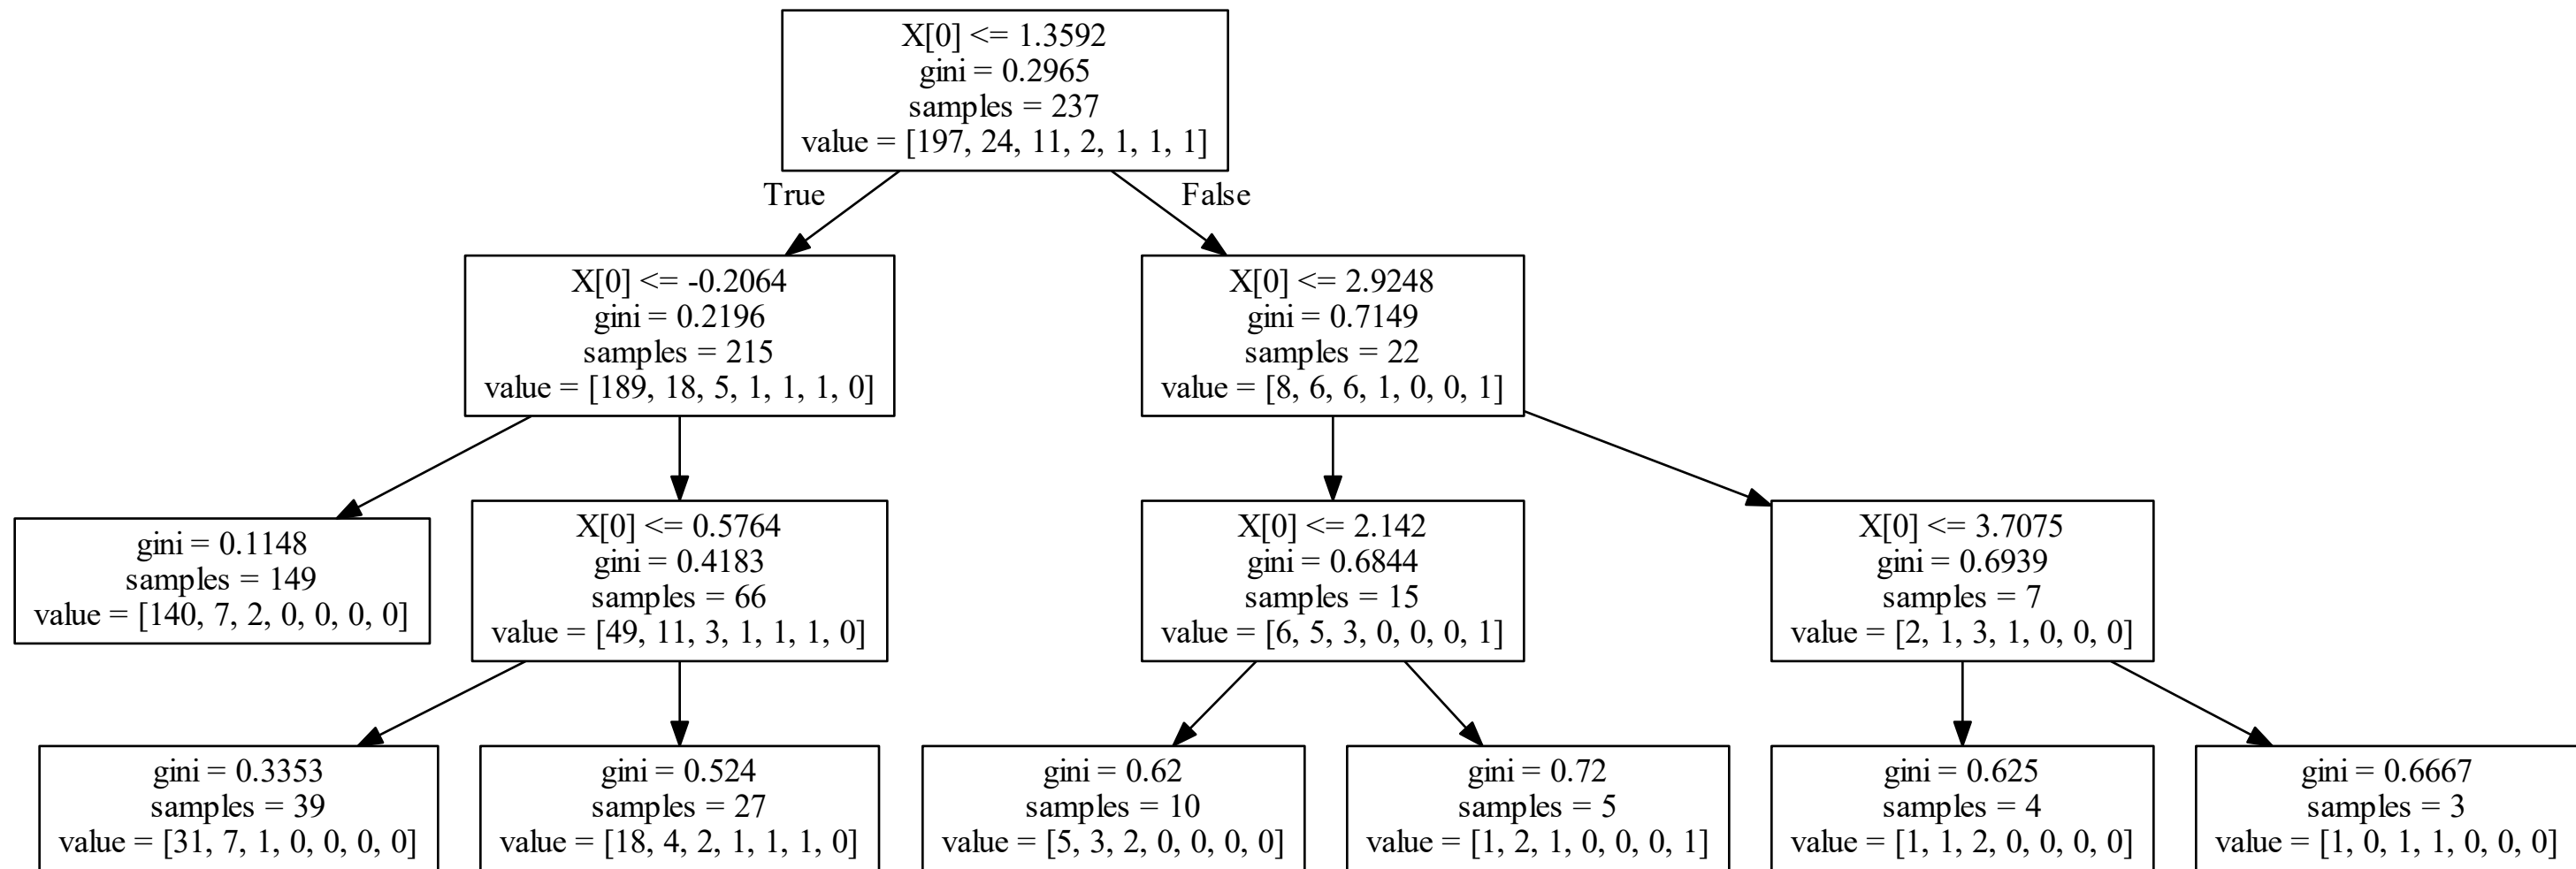 X[0] <= 1.3592
gini = 0.2965
samples = 237
value = [197, 24, 11, 2, 1, 1, 1]
True
False
X[0] <= -0.2064
gini = 0.2196
samples = 215
value = [189, 18, 5, 1, 1, 1, 0]
X[0] <= 2.9248
gini = 0.7149
samples = 22
value = [8, 6, 6, 1, 0, 0, 1]
gini = 0.1148
samples = 149
value = [140, 7, 2, 0, 0, 0, 0]
X[0] <= 0.5764
gini = 0.4183
samples = 66
value = [49, 11, 3, 1, 1, 1, 0]
X[0] <= 2.142
gini = 0.6844
samples = 15
value = [6, 5, 3, 0, 0, 0, 1]
X[0] <= 3.7075
gini = 0.6939
samples = 7
value = [2, 1, 3, 1, 0, 0, 0]
gini = 0.3353
samples = 39
value = [31, 7, 1, 0, 0, 0, 0]
gini = 0.524
samples = 27
value = [18, 4, 2, 1, 1, 1, 0]
gini = 0.62
samples = 10
value = [5, 3, 2, 0, 0, 0, 0]
gini = 0.72
samples = 5
value = [1, 2, 1, 0, 0, 0, 1]
gini = 0.625
samples = 4
value = [1, 1, 2, 0, 0, 0, 0]
gini = 0.6667
samples = 3
value = [1, 0, 1, 1, 0, 0, 0]